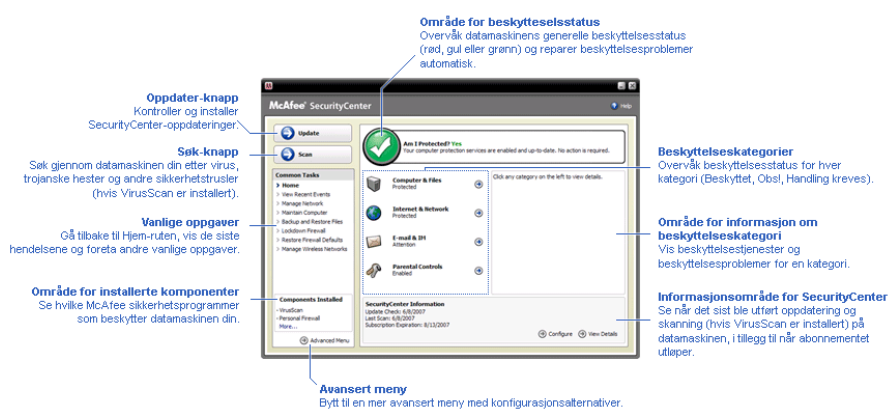 Område for beskytteselsstatus
Overvåk datamaskinens generelle beskyttelsesstatus
(rød, gul eller grønn) og reparer beskyttelsesproblemer
automatisk.
Oppdater-knapp
Kontroller og installer
SecurityCenter-oppdateringer.
Søk-knapp
Søk gjennom datamaskinen din etter virus,
trojanske hester og andre sikkerhetstrusler
(hvis VirusScan er installert).
Vanlige oppgaver
Gå tilbake til Hjem-ruten, vis de siste
hendelsene og foreta andre vanlige oppgaver.
Område for installerte komponenter
Se hvilke McAfee sikkerhetsprogrammer
som beskytter datamaskinen din.
McAfee SecurityCenter
Help
Update
Scan
Common Tasks
Home
View Recent Events
Manage Network
Maintain Computer
Backup and Restore Files
Lockdown Firewall
Restore Firewall Defaults
Manage Wireless Networks
Components Installed
-VirusScan
-Personal Firewall
More...
Advanced Menu
Am I Protected? Yes
Your computer protection services are enabled and up-to-date. No action is required.
Computer & Files
Protected
Internet & Network
Protected
E-mail & IM
Attention
Parental Controls
Enabled
Click any category on the left to view details.
SecurityCenter Information
Update Check: 6/8/2007
Last Scan: 6/8/2007
Subscription Expiration: 8/13/2007
Configure
View Details
Beskyttelseskategorier
Overvåk beskyttelsesstatus for hver
kategori (Beskyttet, Obs!, Handling kreves).
Område for informasjon om
beskyttelseskategori
Vis beskyttelsestjenester og
beskyttelsesproblemer for en kategori.
Informasjonsområde for SecurityCenter
Se når det sist ble utført oppdatering og
skanning (hvis VirusScan er installert) på
datamaskinen, i tillegg til når abonnementet
utløper.
Avansert meny
Bytt til en mer avansert meny med konfigurasjonsalternativer.